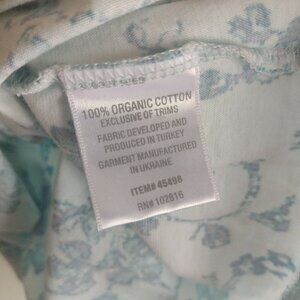 100% ORGANIC COTTON
EXCLUSIVE OF TRIMS
FABRIC DEVELOPED AND
PRODUCED IN TURKEY
GARMENT MANUFACTURED
IN UKRAINE
ITEM# 45498
RN# 102816